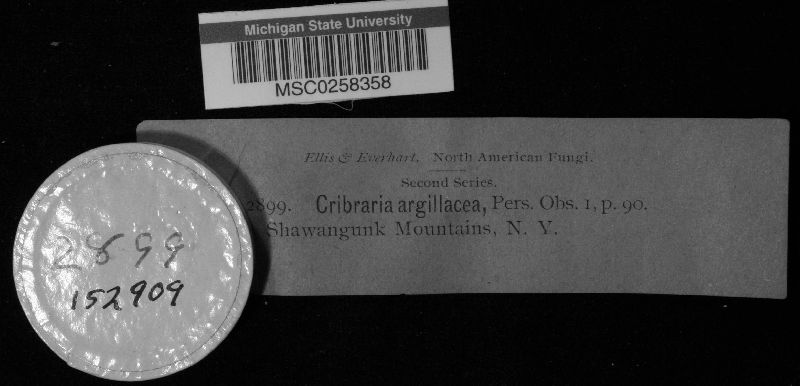 Michigan State University
MSC0258358
Ellis & Everhart, North American Fungi.
Second Series.
2899. Cribraria argillacea, Pers. Obs. 1, p. 90.
Shawangunk Mountains, N. Y.
2899
152909